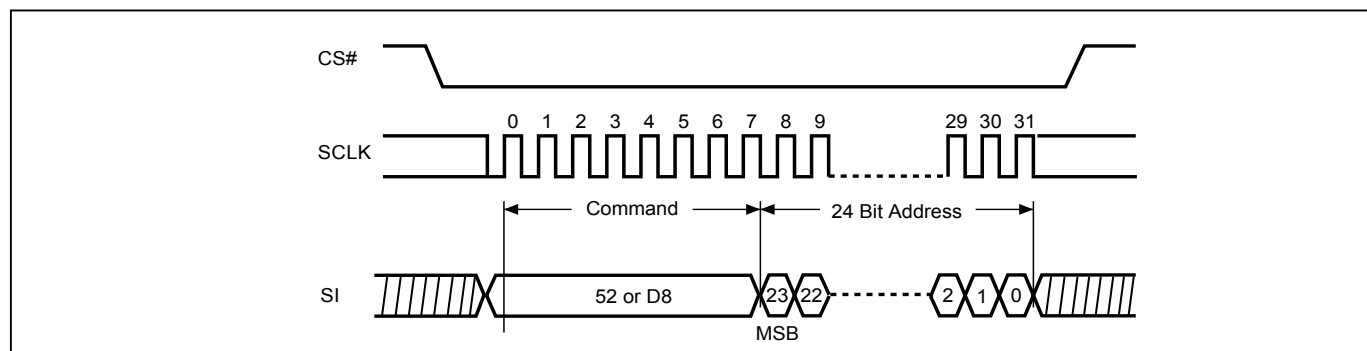 CS#
0 1 2 3 4 5 6 7 8 9 29 30 31
SCLK
Command 24 Bit Address
SI 52 or D8 23 22 2 1 0
MSB